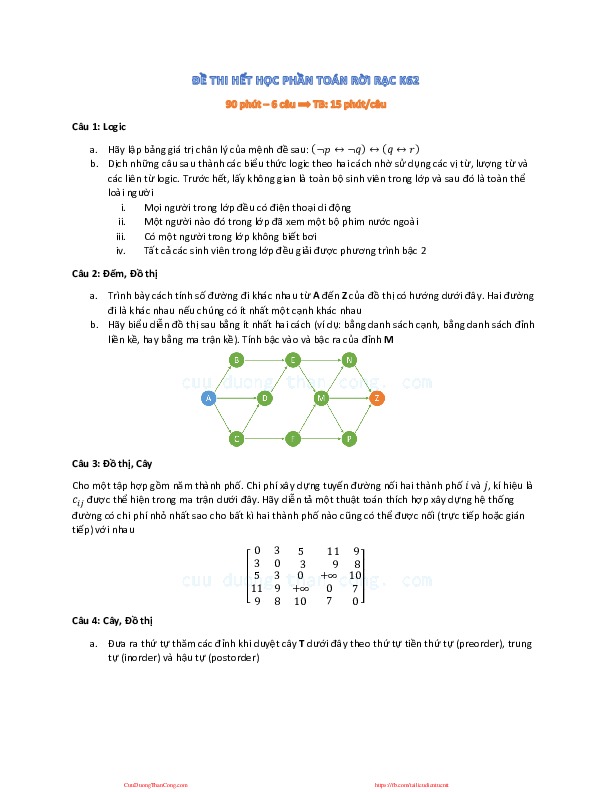 ĐỀ THI HẾT HỌC PHẦN TOÁN RỜI RẠC K62
90 phút – 6 câu ⟹ TB: 15 phút/câu
Câu 1: Logic
a. Hãy lập bảng giá trị chân lý của mệnh đề sau: (¬p ↔ ¬q) ↔ (q ↔ r)
b. Dịch những câu sau thành các biểu thức logic theo hai cách nhờ sử dụng các vị từ, lượng từ và
các liên từ logic. Trước hết, lấy không gian là toàn bộ sinh viên trong lớp và sau đó là toàn thể
loài người
i. Mọi người trong lớp đều có điện thoại di động
ii. Một người nào đó trong lớp đã xem một bộ phim nước ngoài
iii. Có một người trong lớp không biết bơi
iv. Tất cả các sinh viên trong lớp đều giải được phương trình bậc 2
Câu 2: Đếm, Đồ thị
a. Trình bày cách tính số đường đi khác nhau từ A đến Z của đồ thị có hướng dưới đây. Hai đường
đi là khác nhau nếu chúng có ít nhất một cạnh khác nhau
b. Hãy biểu diễn đồ thị sau bằng ít nhất hai cách (ví dụ: bằng danh sách cạnh, bằng danh sách đỉnh
liền kề, hay bằng ma trận kề). Tính bậc vào và bậc ra của đỉnh M
B E N
cuu duong than cong. com
A D M Z
C F P
Câu 3: Đồ thị, Cây
Cho một tập hợp gồm năm thành phố. Chi phí xây dựng tuyến đường nối hai thành phố i và j, kí hiệu là
c_ij được thể hiện trong ma trận dưới đây. Hãy diễn tả một thuật toán thích hợp xây dựng hệ thống
đường có chi phí nhỏ nhất sao cho bất kì hai thành phố nào cũng có thể được nối (trực tiếp hoặc gián
tiếp) với nhau
0 3 5 11 9
3 0 3 9 8
5 3 0 +∞ 10
cuu duong than cong. com
11 9 +∞ 0 7
9 8 10 7 0
Câu 4: Cây, Đồ thị
a. Đưa ra thứ tự thăm các đỉnh khi duyệt cây T dưới đây theo thứ tự tiền thứ tự (preorder), trung
tự (inorder) và hậu tự (postorder)
CuuDuongThanCong.com https://fb.com/tailieudientucntt